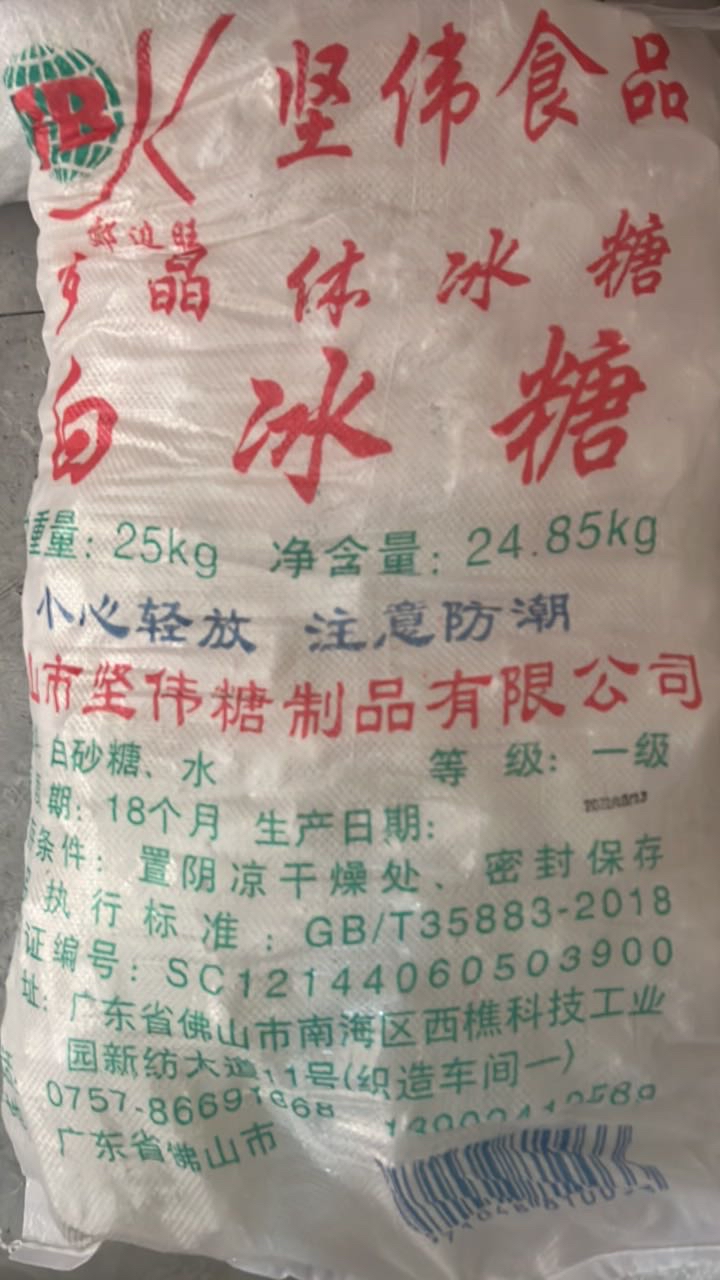 坚伟食品
晶体冰糖
白冰糖
重量：25kg 净含量：24.85kg
小心轻放 注意防潮
山市坚伟糖制品有限公司
白砂糖、水 等级：一级
期：18个月 生产日期：
条件：置阴凉干燥处、密封保存
执行标准：GB/T35883-2018
证编号：SC12144060503900
址：广东省佛山市南海区西樵科技工业
园新纺大道11号(织造车间一)
0757-86691668
广东省佛山市